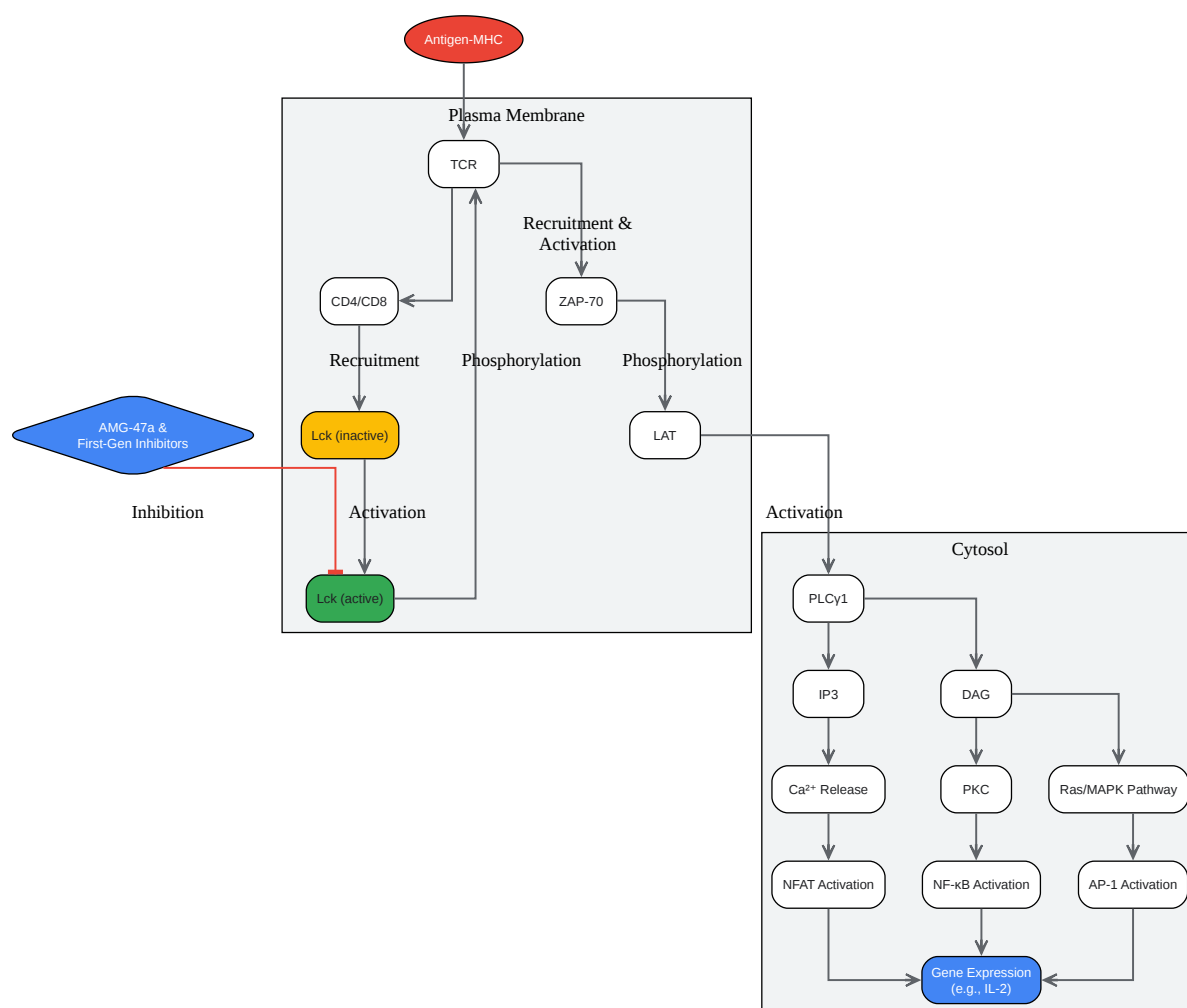 Antigen-MHC
Plasma Membrane
TCR
Recruitment &
Activation
CD4/CD8
ZAP-70
Recruitment
Phosphorylation
Phosphorylation
AMG-47a &
First-Gen Inhibitors
Lck (inactive)
LAT
Inhibition
Activation
Activation
Cytosol
Lck (active)
PLCγ1
IP3
DAG
Ca²⁺ Release
PKC
Ras/MAPK Pathway
NFAT Activation
NF-κB Activation
AP-1 Activation
Gene Expression
(e.g., IL-2)